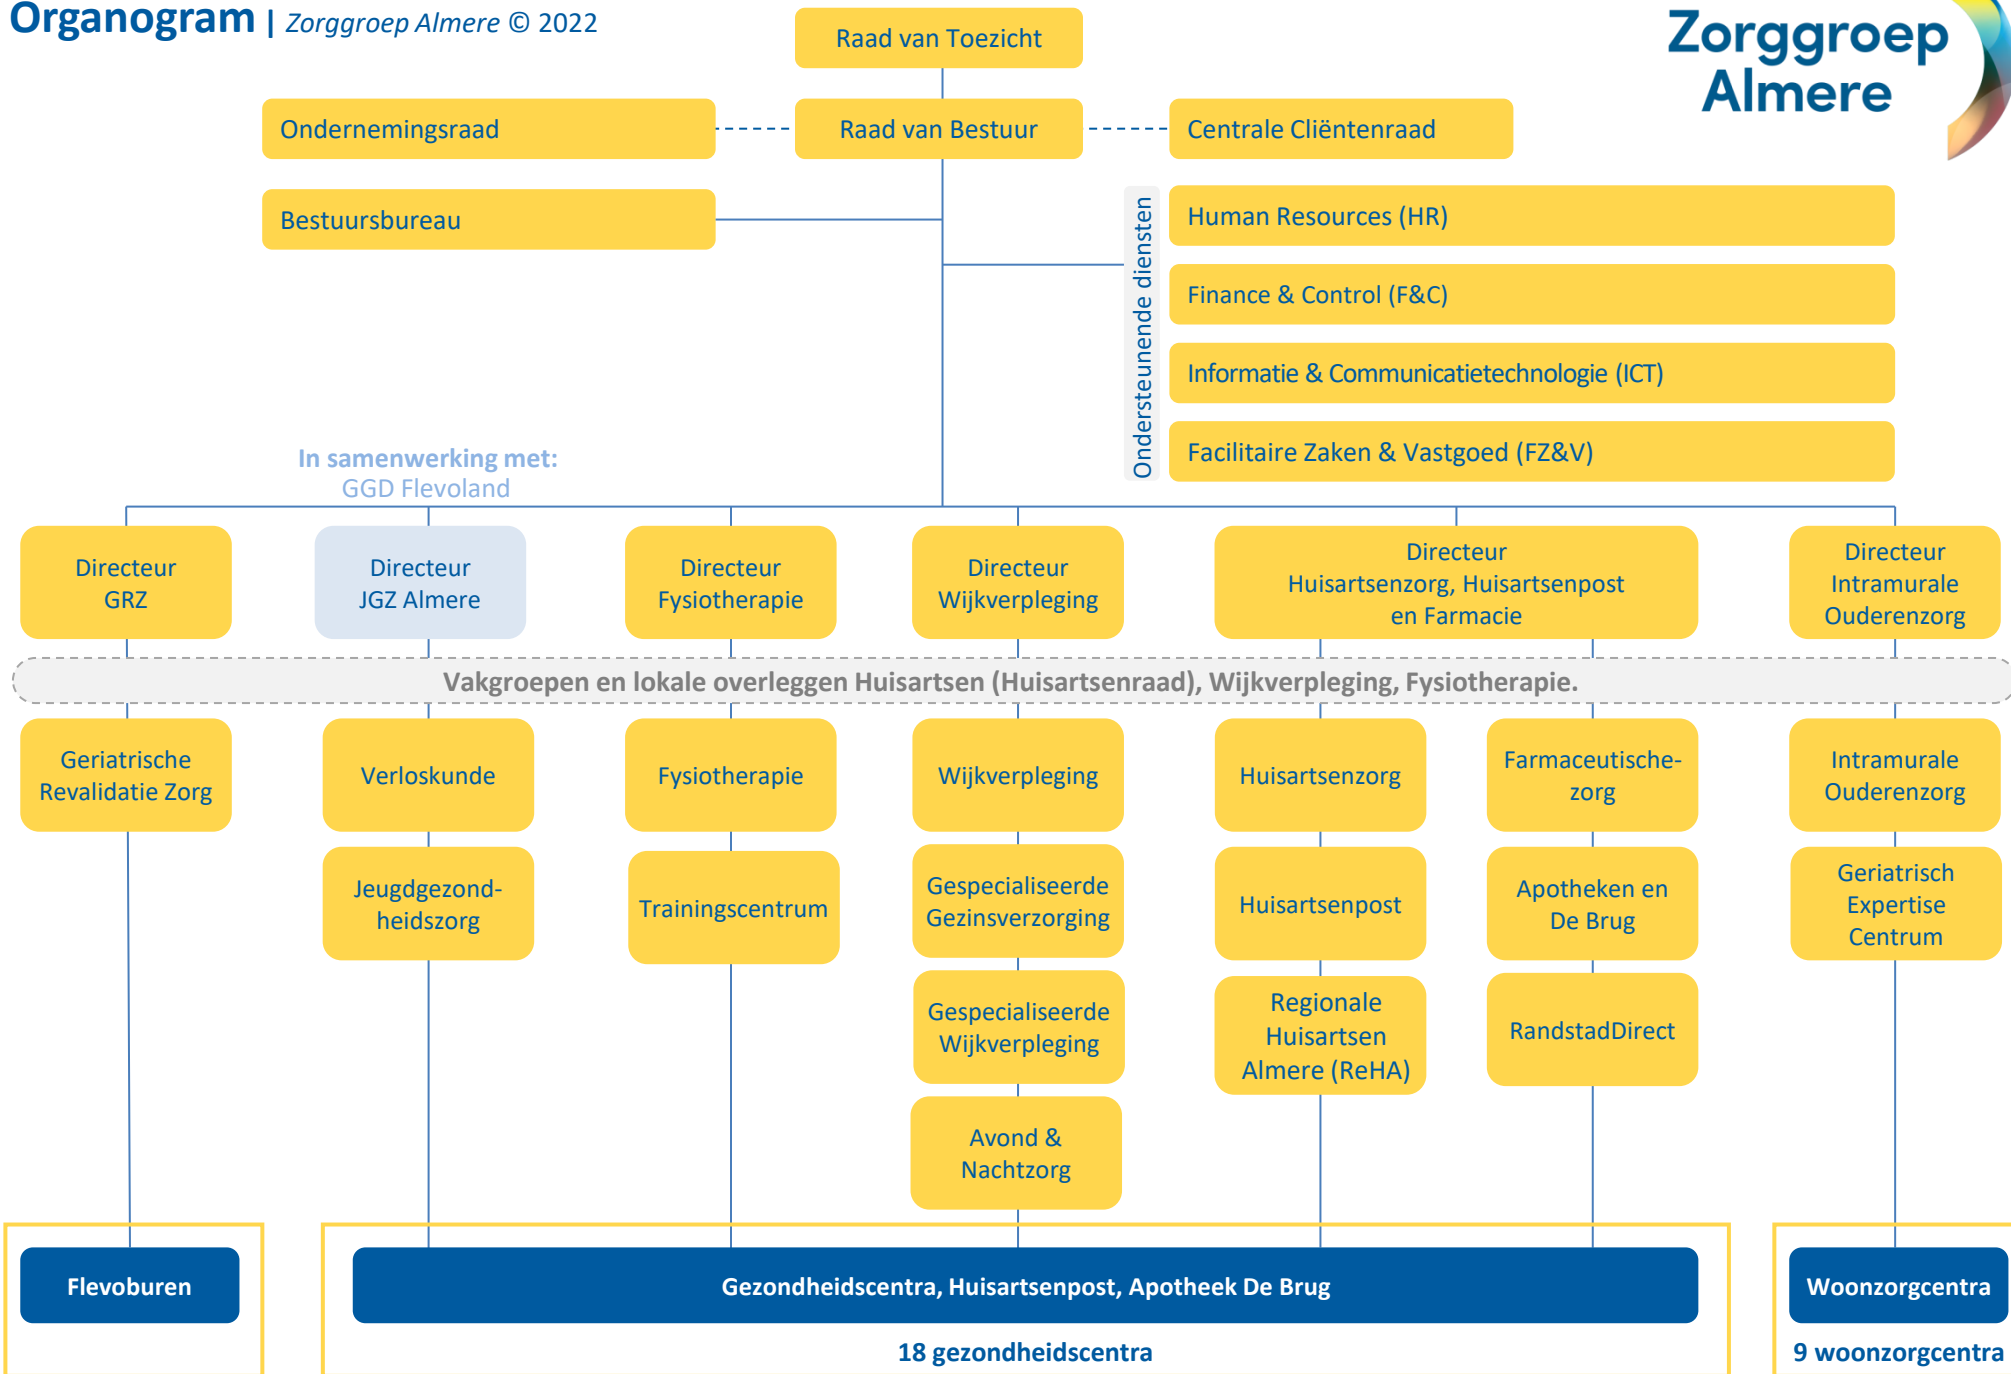 Organogram | Zorggroep Almere © 2022
Zorggroep
Almere
Raad van Toezicht
Ondernemingsraad
Raad van Bestuur
Centrale Cliëntenraad
Bestuursbureau
Ondersteunende diensten
Human Resources (HR)
Finance & Control (F&C)
Informatie & Communicatietechnologie (ICT)
Facilitaire Zaken & Vastgoed (FZ&V)
In samenwerking met:
GGD Flevoland
Directeur
GRZ
Directeur
JGZ Almere
Directeur
Fysiotherapie
Directeur
Wijkverpleging
Directeur
Huisartsenzorg, Huisartsenpost
en Farmacie
Directeur
Intramurale
Ouderenzorg
Vakgroepen en lokale overleggen Huisartsen (Huisartsenraad), Wijkverpleging, Fysiotherapie.
Geriatrische
Revalidatie Zorg
Verloskunde
Fysiotherapie
Wijkverpleging
Huisartsenzorg
Farmaceutische-
zorg
Intramurale
Ouderenzorg
Jeugdgezond-
heidszorg
Trainingscentrum
Gespecialiseerde
Gezinsverzorging
Huisartsenpost
Apotheken en
De Brug
Geriatrisch
Expertise
Centrum
Gespecialiseerde
Wijkverpleging
Regionale
Huisartsen
Almere (ReHA)
RandstadDirect
Avond &
Nachtzorg
Flevoburen
Gezondheidscentra, Huisartsenpost, Apotheek De Brug
Woonzorgcentra
18 gezondheidscentra
9 woonzorgcentra